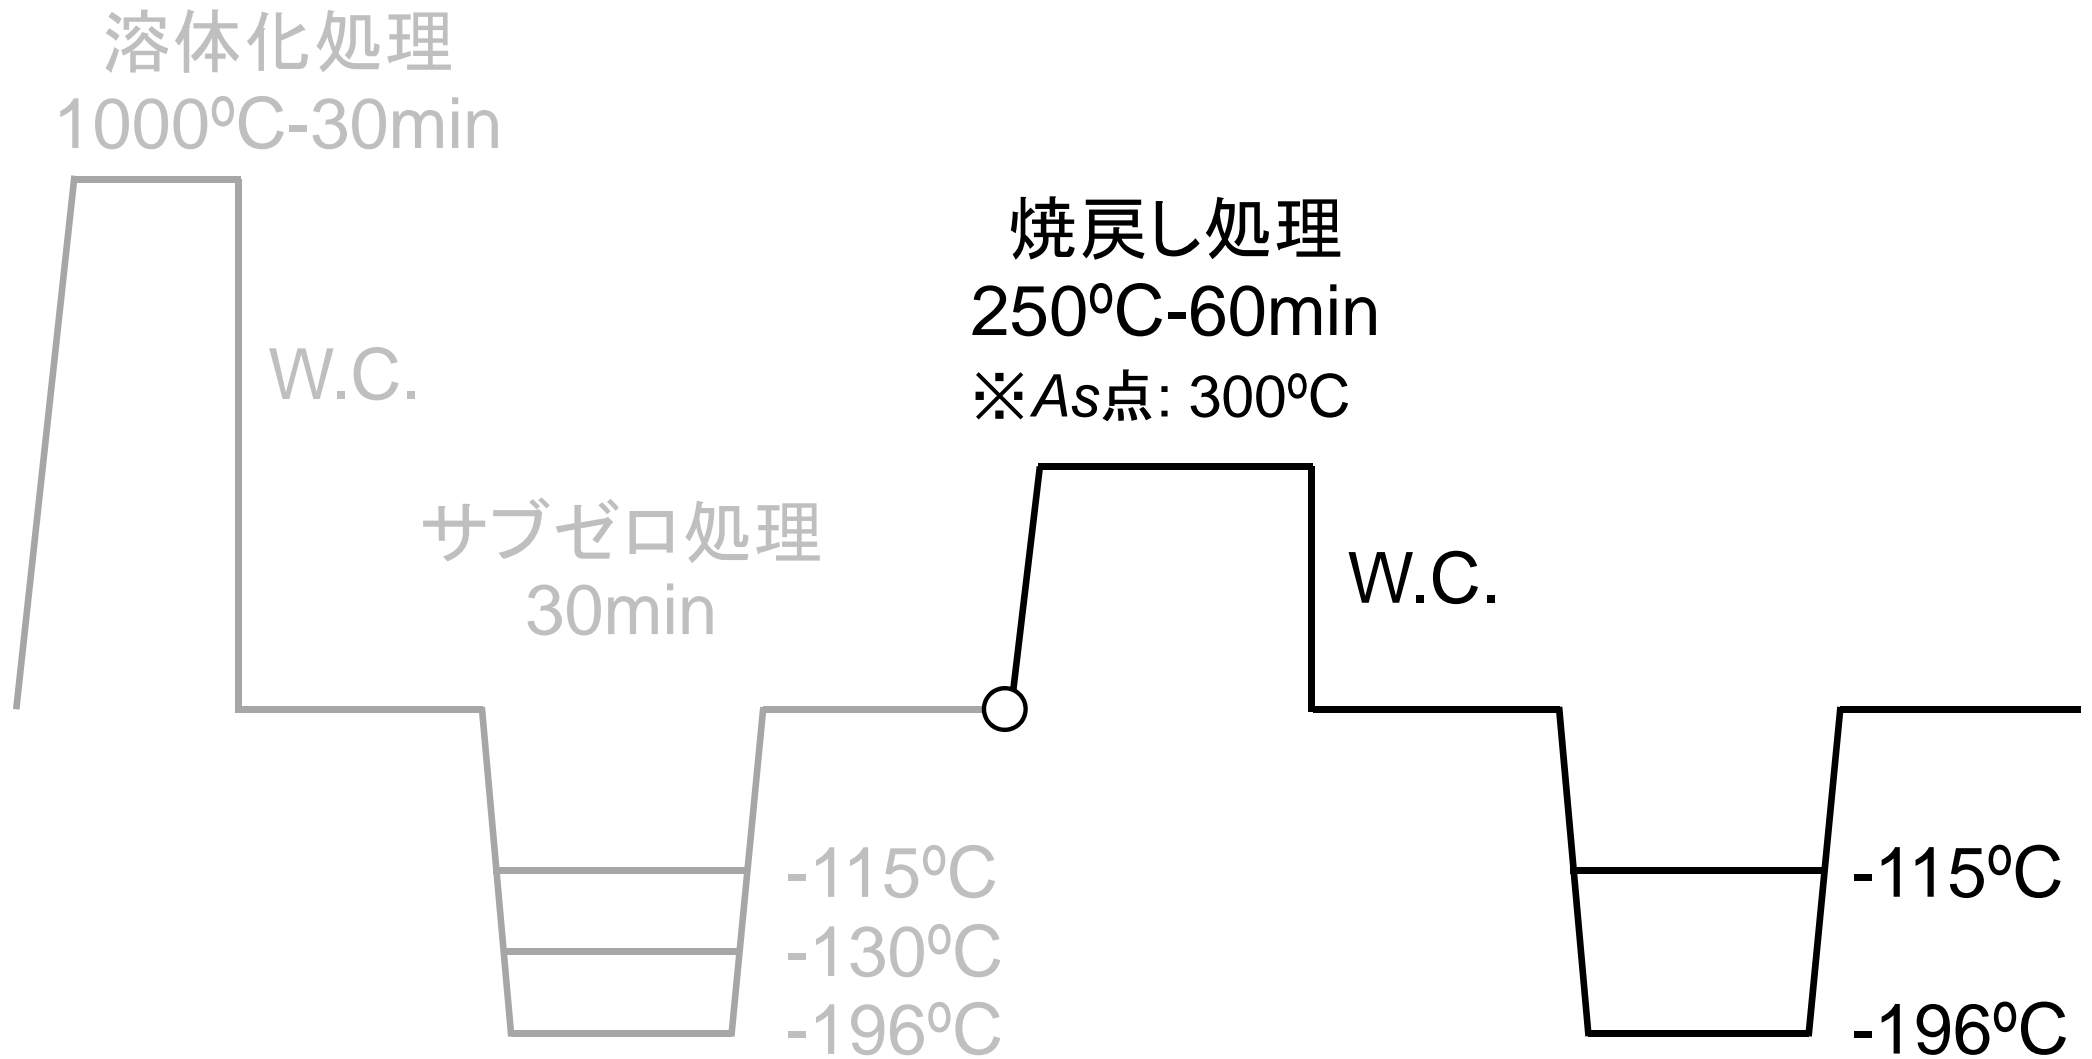 溶体化処理
1000ºC-30min
W.C.
サブゼロ処理
30min
-115ºC
-130ºC
-196ºC
焼戻し処理
250ºC-60min
※As点: 300ºC
W.C.
-115ºC
-196ºC